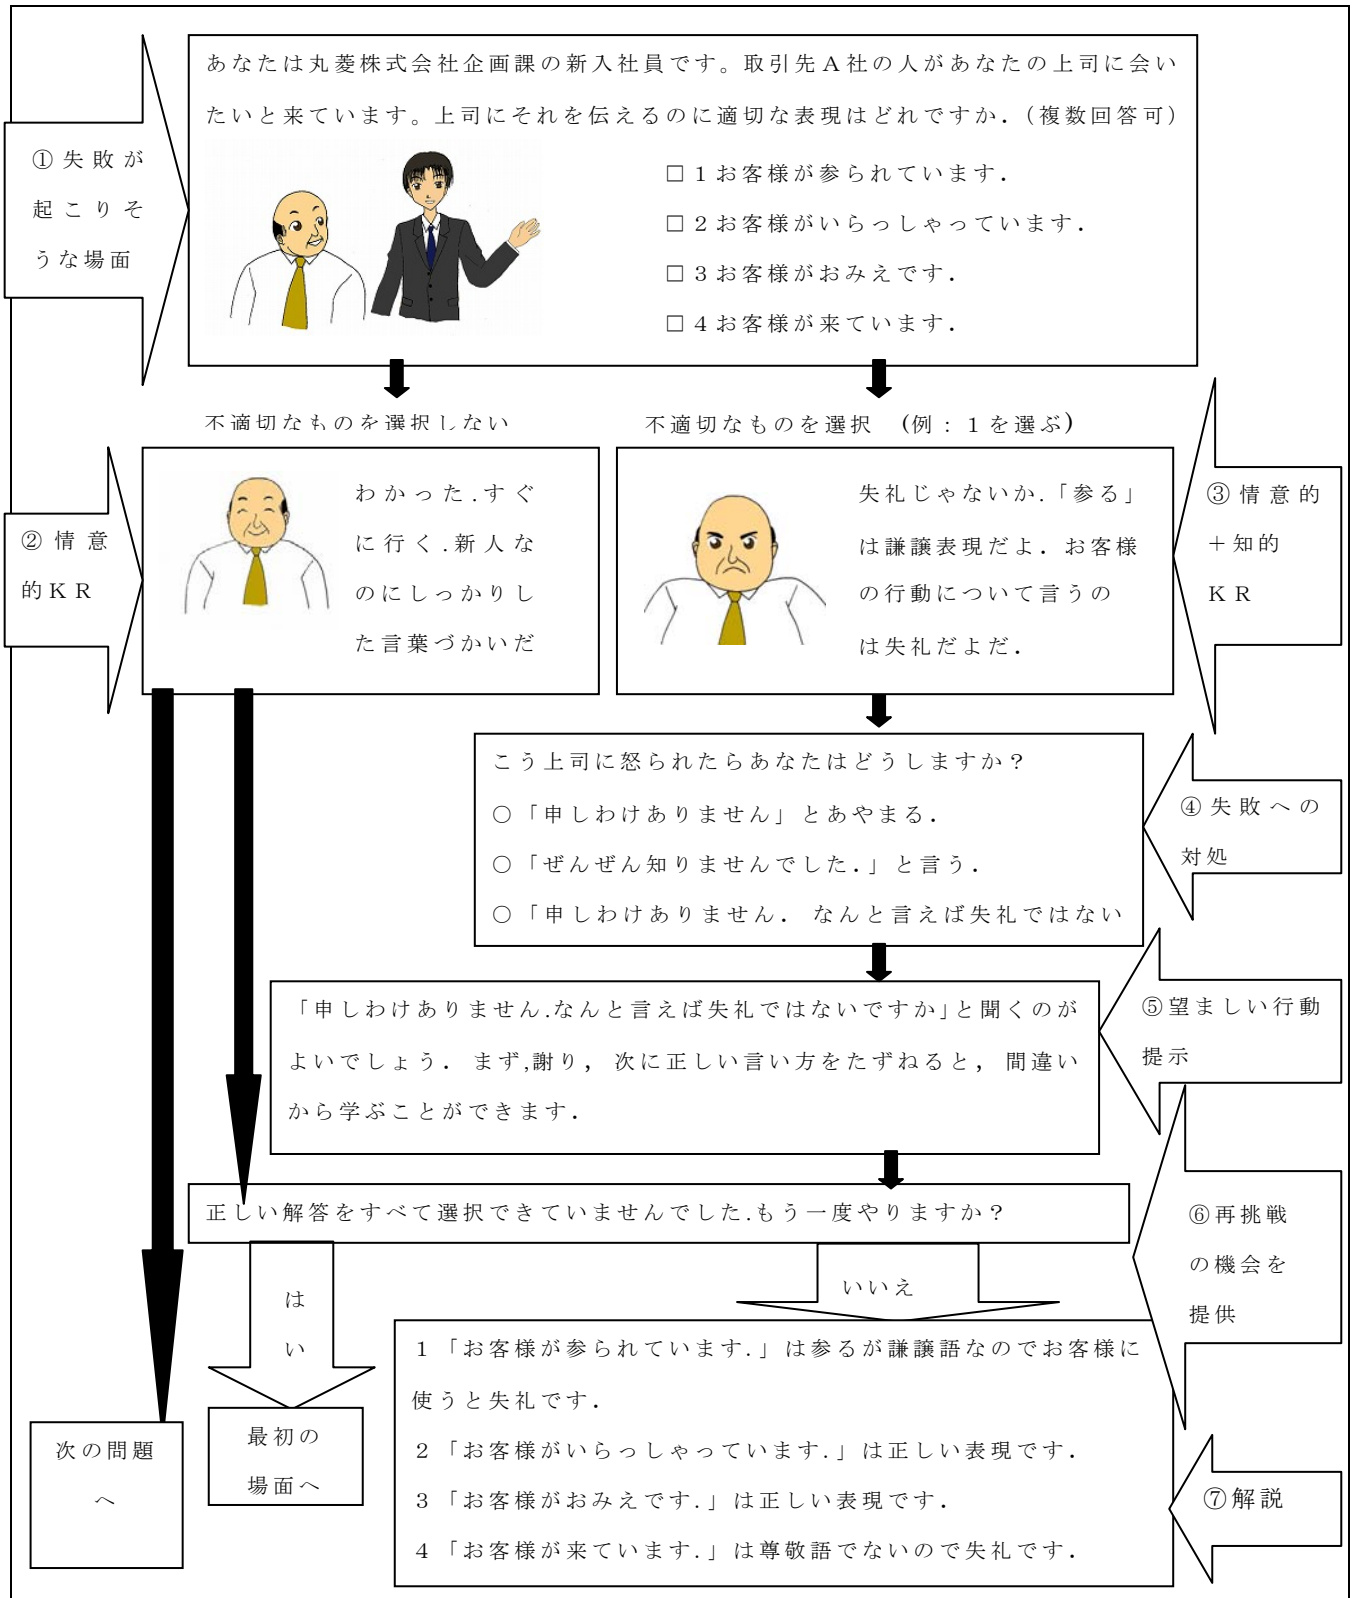 あなたは丸菱株式会社企画課の新入社員です。取引先A社の人があなたの上司に会い
たいと来ています。上司にそれを伝えるのに適切な表現はどれですか．（複数回答可）
①失敗が
起こりそ
うな場面
□１お客様が参られています．
□２お客様がいらっしゃっています．
□３お客様がおみえです．
□４お客様が来ています．
不適切なものを選択しない
不適切なものを選択　(例：１を選ぶ)
②情意
的KR
わかった.すぐ
に行く.新人な
のにしっかりし
た言葉づかいだ
失礼じゃないか.「参る」
は謙譲表現だよ．お客様
の行動について言うの
は失礼だよだ．
③情意的
＋知的
KR
こう上司に怒られたらあなたはどうしますか？
○「申しわけありません」とあやまる．
○「ぜんぜん知りませんでした．」と言う．
○「申しわけありません．なんと言えば失礼ではない
④失敗への
対処
「申しわけありません.なんと言えば失礼ではないですか」と聞くのが
よいでしょう．まず,謝り，次に正しい言い方をたずねると，間違い
から学ぶことができます．
⑤望ましい行動
提示
正しい解答をすべて選択できていませんでした.もう一度やりますか？
⑥再挑戦
の機会を
提供
は
い
いいえ
次の問題
へ
最初の
場面へ
１「お客様が参られています.」は参るが謙譲語なのでお客様に
使うと失礼です．
２「お客様がいらっしゃっています.」は正しい表現です．
３「お客様がおみえです.」は正しい表現です．
４「お客様が来ています.」は尊敬語でないので失礼です．
⑦解説